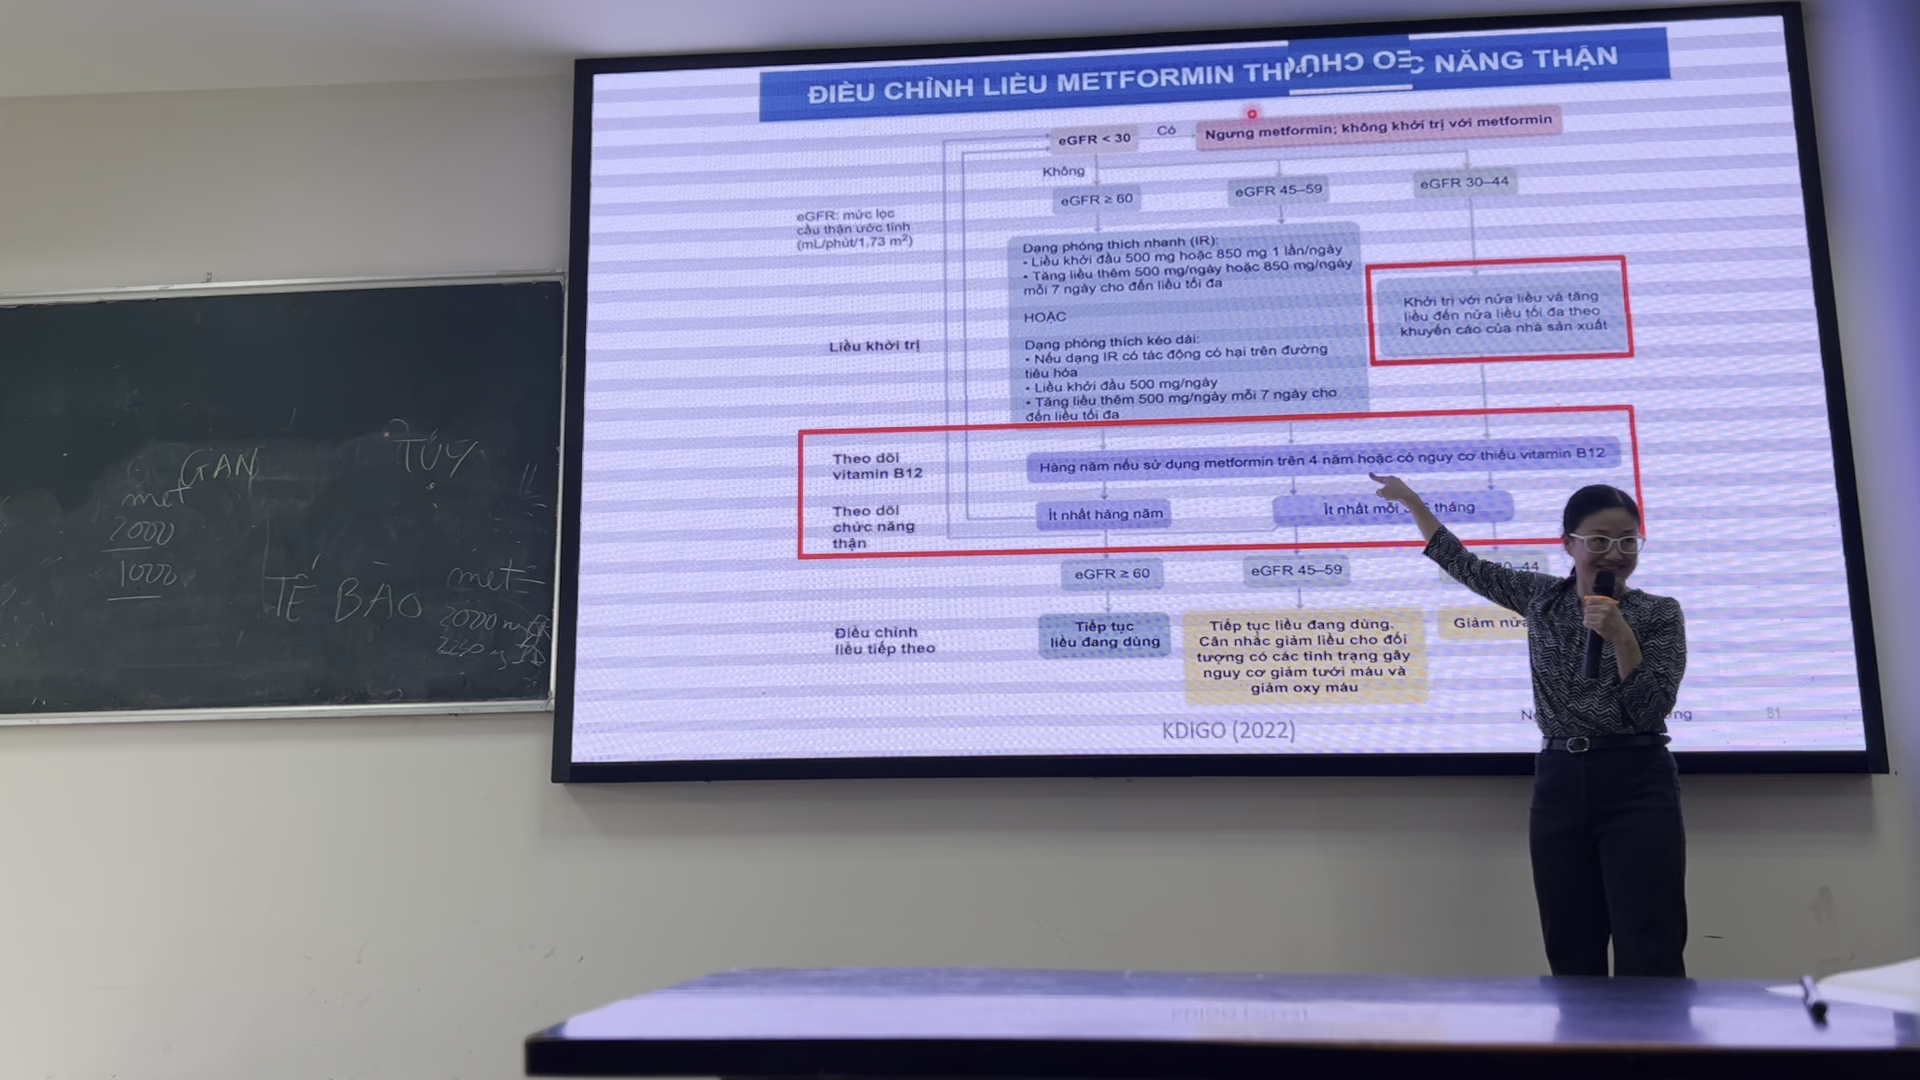 ĐIỀU CHỈNH LIỀU METFORMIN THEO CHỨC NĂNG THẬN
eGFR < 30
Có
Ngưng metformin; không khởi trị với metformin
Không
eGFR ≥ 60
eGFR 45–59
eGFR 30–44
eGFR: mức lọc
cầu thận ước tính
(mL/phút/1,73 m²)
Dạng phóng thích nhanh (IR):
• Liều khởi đầu 500 mg hoặc 850 mg 1 lần/ngày
• Tăng liều thêm 500 mg/ngày hoặc 850 mg/ngày
mỗi 7 ngày cho đến liều tối đa
HOẶC
Dạng phóng thích kéo dài:
• Nếu dạng IR có tác động có hại trên đường
tiêu hóa
• Liều khởi đầu 500 mg/ngày
• Tăng liều thêm 500 mg/ngày mỗi 7 ngày cho
đến liều tối đa
Khởi trị với nửa liều và tăng
liều đến nửa liều tối đa theo
khuyến cáo của nhà sản xuất
Liều khởi trị
Theo dõi
vitamin B12
Hàng năm nếu sử dụng metformin trên 4 năm hoặc có nguy cơ thiếu vitamin B12
Theo dõi
chức năng
thận
Ít nhất hàng năm
Ít nhất mỗi tháng
eGFR ≥ 60
eGFR 45–59
–44
Điều chỉnh
liều tiếp theo
Tiếp tục
liều đang dùng
Tiếp tục liều đang dùng.
Cân nhắc giảm liều cho đối
tượng có các tình trạng gây
nguy cơ giảm tưới máu và
giảm oxy máu
Giảm nửa
KDIGO (2022)
81
GAN
met
2000
1000
TỤY
TẾ BÀO
met
2000 mg